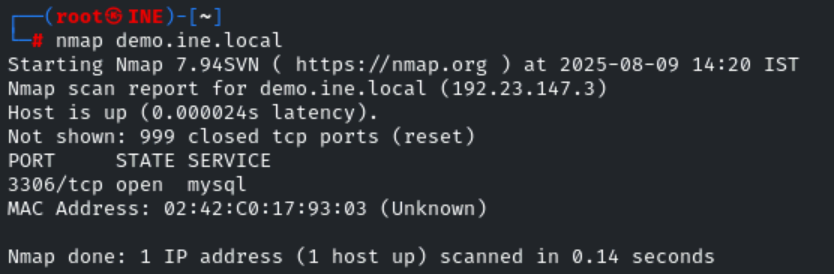 ┌──(root㉿INE)-[~]
└─# nmap demo.ine.local
Starting Nmap 7.94SVN ( https://nmap.org ) at 2025-08-09 14:20 IST
Nmap scan report for demo.ine.local (192.23.147.3)
Host is up (0.000024s latency).
Not shown: 999 closed tcp ports (reset)
PORT     STATE SERVICE
3306/tcp open  mysql
MAC Address: 02:42:C0:17:93:03 (Unknown)
Nmap done: 1 IP address (1 host up) scanned in 0.14 seconds